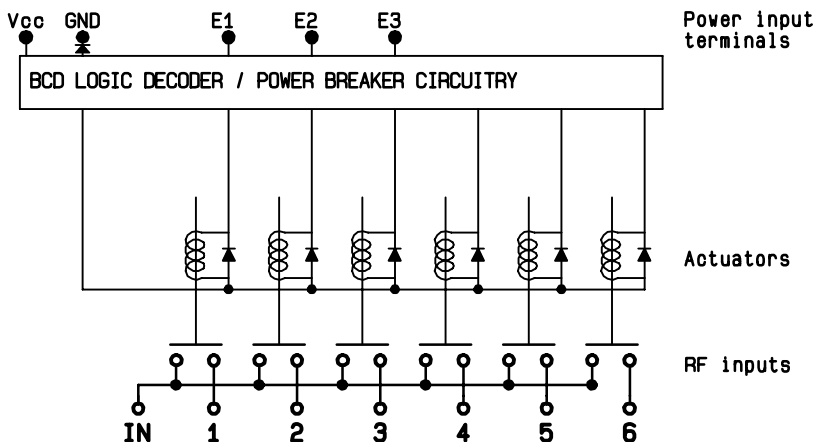 Vcc GND E1 E2 E3 Power input
terminals
BCD LOGIC DECODER / POWER BREAKER CIRCUITRY
Actuators
RF inputs
IN 1 2 3 4 5 6